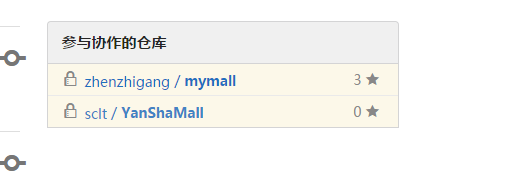 参与协作的仓库
zhenzhigang / mymall 3
sclt / YanShaMall 0